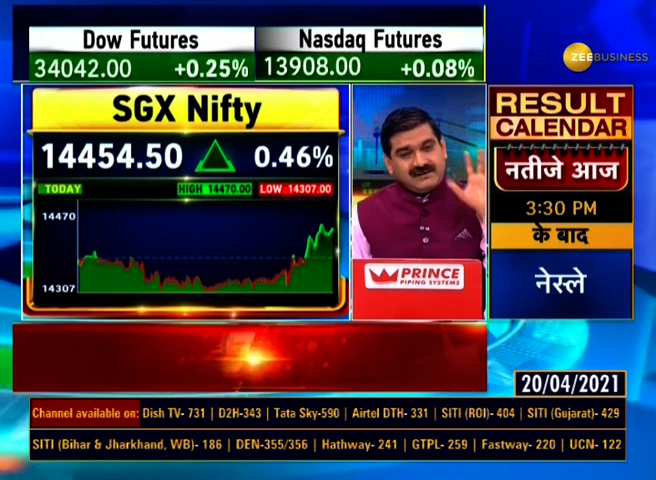 Dow Futures
34042.00 +0.25%
Nasdaq Futures
13908.00 +0.08%
ZEEBUSINESS
SGX Nifty
14454.50 0.46%
TODAY HIGH 14470.00 LOW 14307.00
14470
14307
PRINCE
PIPING SYSTEMS
RESULT
CALENDAR
नतीजे आज
3:30 PM
के बाद
नेस्ले
20/04/2021
Channel available on: Dish TV- 731 | D2H-343 | Tata Sky-590 | Airtel DTH- 331 | SITI (ROI)- 404 | SITI (Gujarat)- 429
SITI (Bihar & Jharkhand, WB)- 186 | DEN-355/356 | Hathway- 241 | GTPL- 259 | Fastway- 220 | UCN- 122